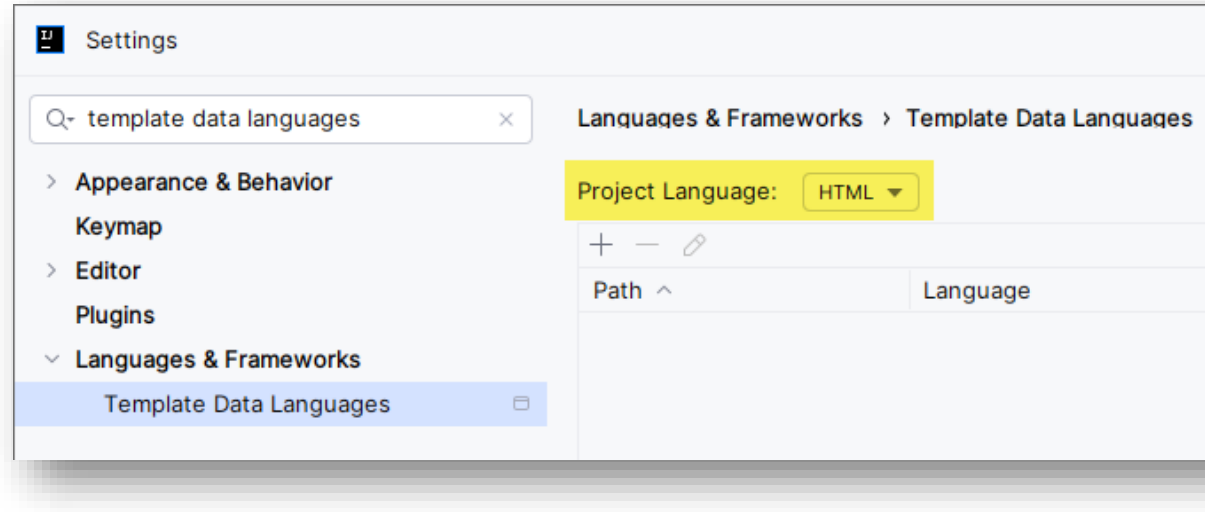 IJ
Settings
template data languages
Languages & Frameworks › Template Data Languages
Appearance & Behavior
Project Language: HTML
Keymap
Editor
Path
Language
Plugins
Languages & Frameworks
Template Data Languages